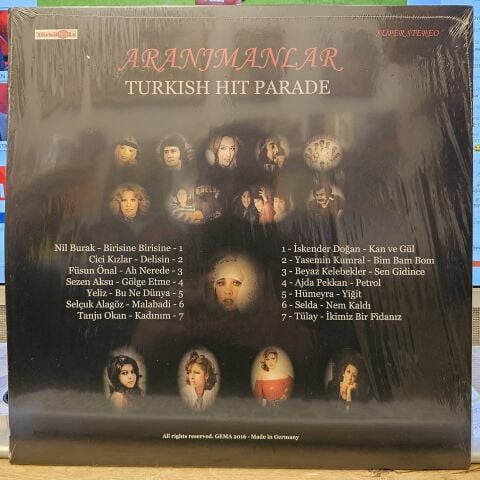 SUPER STEREO
ARANJMANLAR
TURKISH HIT PARADE
Nil Burak - Birisine Birisine - 1
Cici Kızlar - Delisin - 2
Füsun Önal - Ah Nerede - 3
Sezen Aksu - Gölge Etme - 4
Yeliz - Bu Ne Dünya - 5
Selçuk Alagöz - Malabadi - 6
Tanju Okan - Kadınım - 7
1 - İskender Doğan - Kan ve Gül
2 - Yasemin Kumral - Bim Bam Bom
3 - Beyaz Kelebekler - Sen Gidince
4 - Ajda Pekkan - Petrol
5 - Hümeyra - Yiğit
6 - Selda - Nem Kaldı
7 - Tülay - İkimiz Bir Fidanız
All rights reserved. GEMA 2016 - Made in Germany